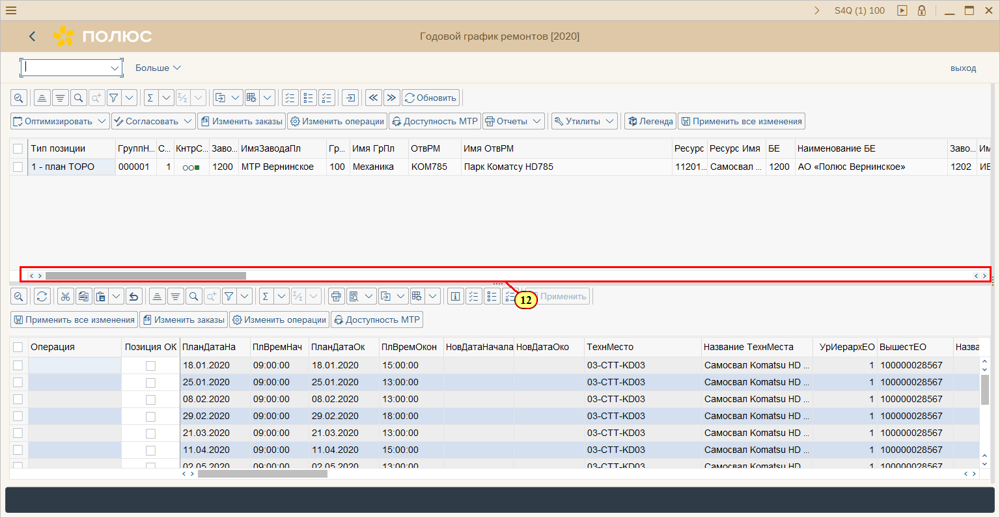 S4Q (1) 100
ПОЛЮС
Годовой график ремонтов [2020]
Больше
выход
Обновить
Оптимизировать Согласовать Изменить заказы Изменить операции Доступность МТР Отчеты Утилиты Легенда Применить все изменения
Тип позиции ГруппН... С... КнтрС... Заво... ИмяЗаводаПл Гр... Имя ГрПл ОтвРМ Имя ОтвРМ Ресурс Ресурс Имя БЕ Наименование БЕ Заво... Им
1 - план ТОРО 000001 1 1200 МТР Вернинское 100 Механика КОМ785 Парк Коматсу HD785 11201... Самосвал ... 1200 АО «Полюс Вернинское» 1202 ИЕ
12
Применить
Применить все изменения Изменить заказы Изменить операции Доступность МТР
Операция Позиция ОК ПланДатаНа ПлВремНач ПланДатаОк ПлВремОкон НовДатаНачала НовДатаОко ТехнМесто Название ТехнМеста УрИерархЕО ВышестЕО Назва
18.01.2020 09:00:00 18.01.2020 15:00:00 03-СТТ-KD03 Самосвал Komatsu HD ... 1 100000028567
25.01.2020 09:00:00 25.01.2020 13:00:00 03-СТТ-KD03 Самосвал Komatsu HD ... 1 100000028567
08.02.2020 09:00:00 08.02.2020 13:00:00 03-СТТ-KD03 Самосвал Komatsu HD ... 1 100000028567
29.02.2020 09:00:00 29.02.2020 18:00:00 03-СТТ-KD03 Самосвал Komatsu HD ... 1 100000028567
21.03.2020 09:00:00 21.03.2020 13:00:00 03-СТТ-KD03 Самосвал Komatsu HD ... 1 100000028567
11.04.2020 09:00:00 11.04.2020 15:00:00 03-СТТ-KD03 Самосвал Komatsu HD ... 1 100000028567
02.05.2020 09:00:00 02.05.2020 13:00:00 03-СТТ-KD03 Самосвал Komatsu HD ... 1 100000028567